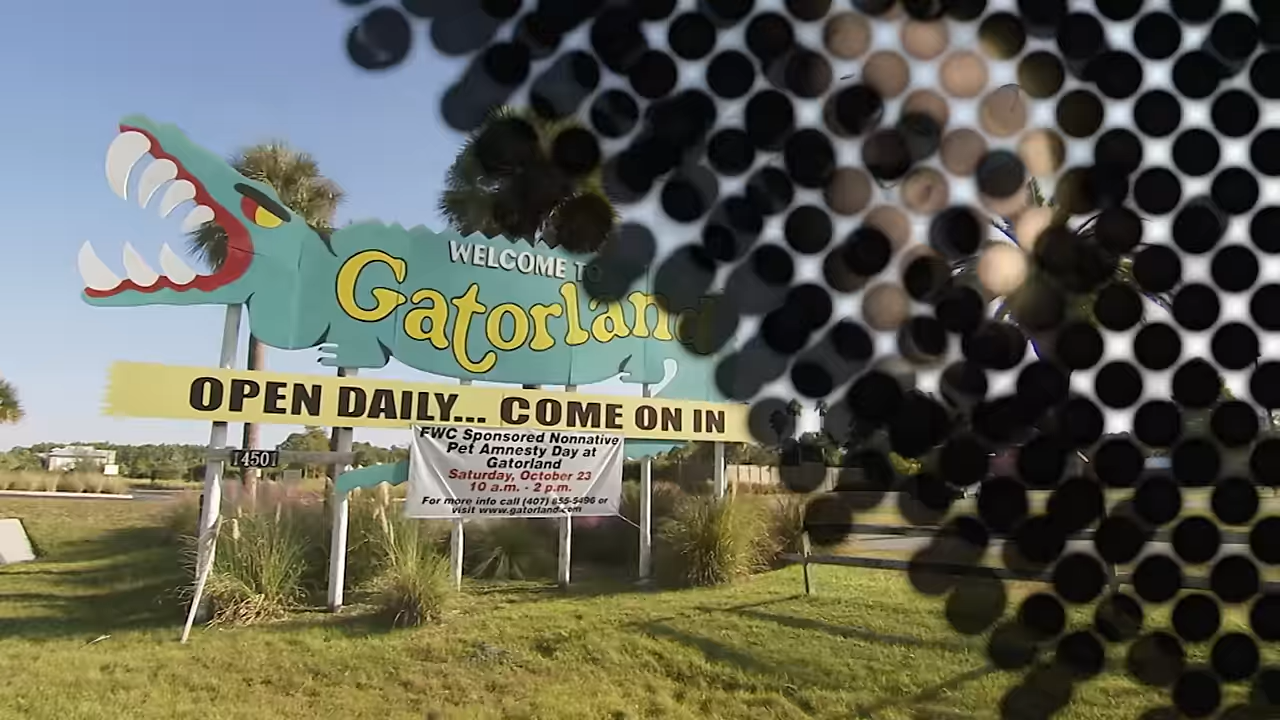 WELCOME TO
Gatorland
OPEN DAILY... COME ON IN
14501
FWC Sponsored Nonnative
Pet Amnesty Day at
Gatorland
Saturday, October 23
10 a.m. - 2 p.m.
For more info call (407) 855-5496 or
visit www.gatorland.com